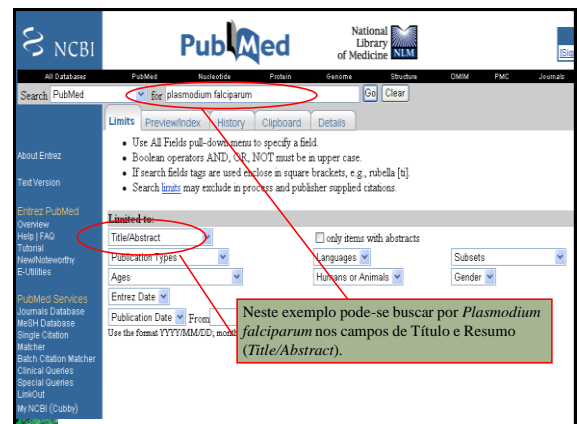 NCBI
PubMed
National
Library
of Medicine NLM
All Databases PubMed Nucleotide Protein Genome Structure OMIM PMC Journals
Search PubMed for plasmodium falciparum Go Clear
Limits Preview/Index History Clipboard Details
• Use All Fields pull-down menu to specify a field.
• Boolean operators AND, OR, NOT must be in upper case.
• If search fields tags are used enclose in square brackets, e.g., rubella [ti].
• Search limits may exclude in process and publisher supplied citations.
About Entrez
Text Version
Entrez PubMed
Overview
Help | FAQ
Tutorial
New/Noteworthy
E-Utilities
PubMed Services
Journals Database
MeSH Database
Single Citation
Matcher
Batch Citation Matcher
Clinical Queries
Special Queries
LinkOut
My NCBI (Cubby)
Limited to:
Title/Abstract only items with abstracts
Publication Types Languages Subsets
Ages Humans or Animals Gender
Entrez Date
Publication Date From
Use the format YYYY/MM/DD; month
Neste exemplo pode-se buscar por Plasmodium
falciparum nos campos de Título e Resumo
(Title/Abstract).